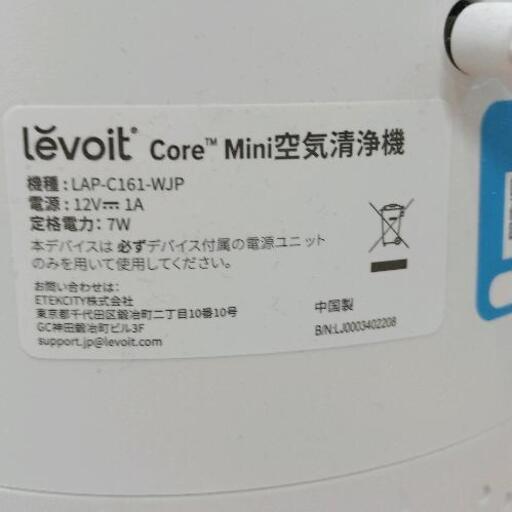 levoit® Core™ Mini空気清浄機
機種：LAP-C161-WJP
電源：12V⎓1A
定格電力：7W
本デバイスは 必ずデバイス付属の電源ユニット
のみを用いて使用してください。
お問い合わせは：
ETEKCITY株式会社
東京都千代田区鍛冶町二丁目10番10号
GC神田鍛冶町ビル3F
support.jp@levoit.com
中国製
B/N:LJ0003402208